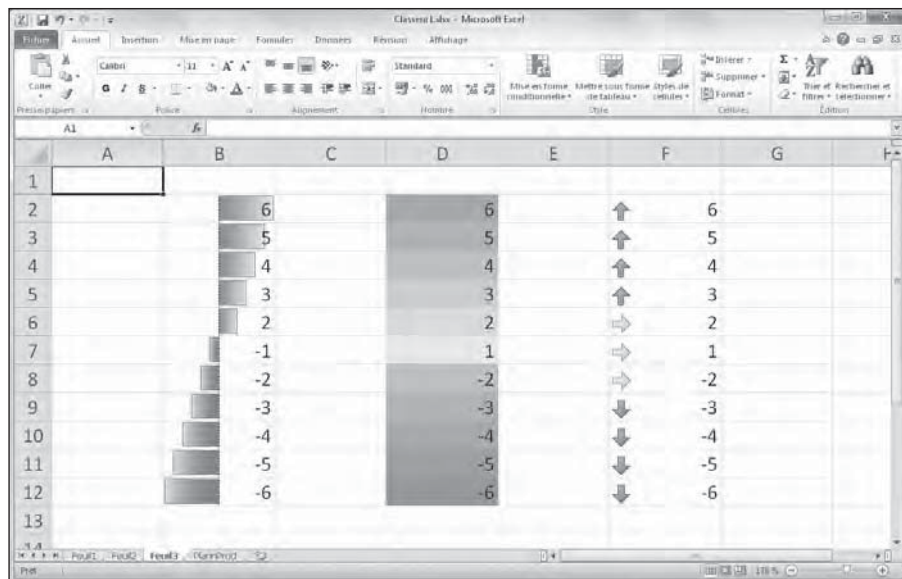 Classeur1.xlsx - Microsoft Excel
Fichier Accueil Insertion Mise en page Formules Données Révision Affichage
Calibri 11 Standard
Coller
G I S
% 000
Mise en forme conditionnelle
Mettre sous forme de tableau
Styles de cellules
Insérer
Supprimer
Format
Trier et filtrer
Rechercher et sélectionner
Presse-papiers Police Alignement Nombre Style Cellules Édition
A1 fx
A B C D E F G H
1
2 6 6 6
3 5 5 5
4 4 4 4
5 3 3 3
6 2 2 2
7 -1 1 1
8 -2 -2 -2
9 -3 -3 -3
10 -4 -4 -4
11 -5 -5 -5
12 -6 -6 -6
13
14
Feuil1 Feuil2 Feuil3 PlanProd
Prêt